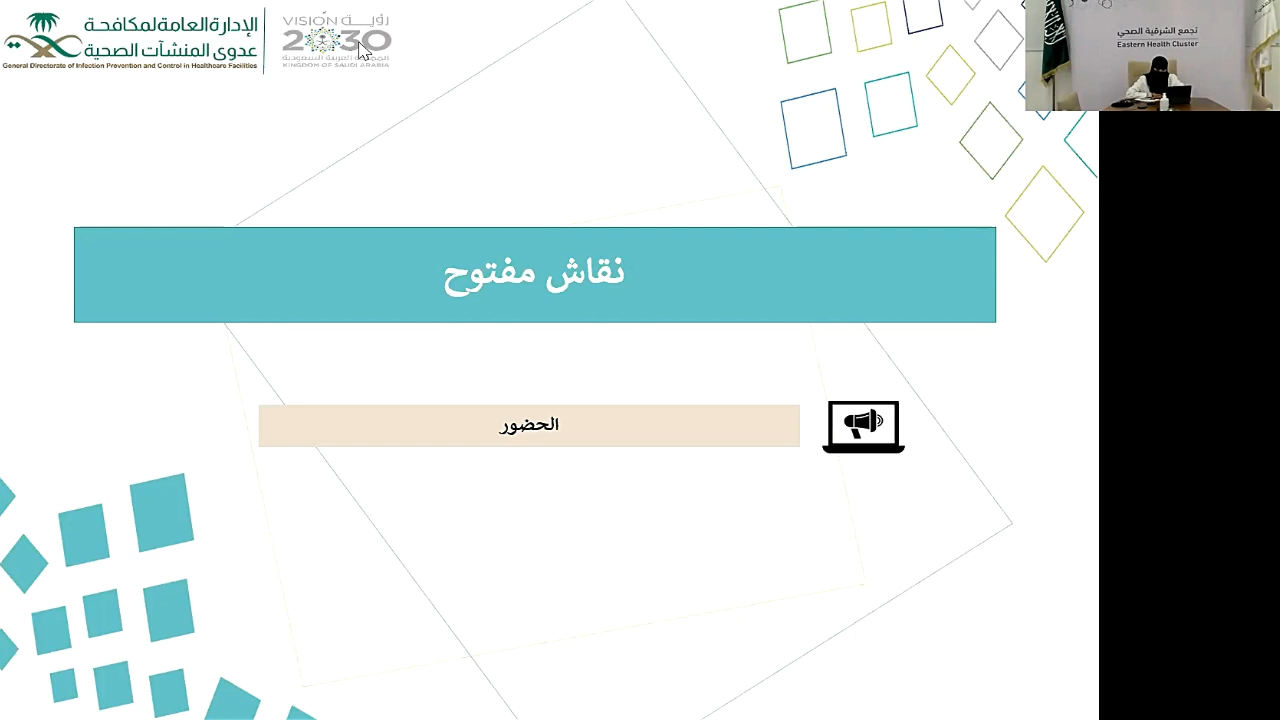 الإدارة العامة لمكافحة
عدوى المنشآت الصحية
General Directorate of Infection Prevention and Control in Healthcare Facilities
VISION رؤيــة
2030
المملكة العربية السعودية
KINGDOM OF SAUDI ARABIA
تجمع الشرقية الصحي
Eastern Health Cluster
نقاش مفتوح
الحضور